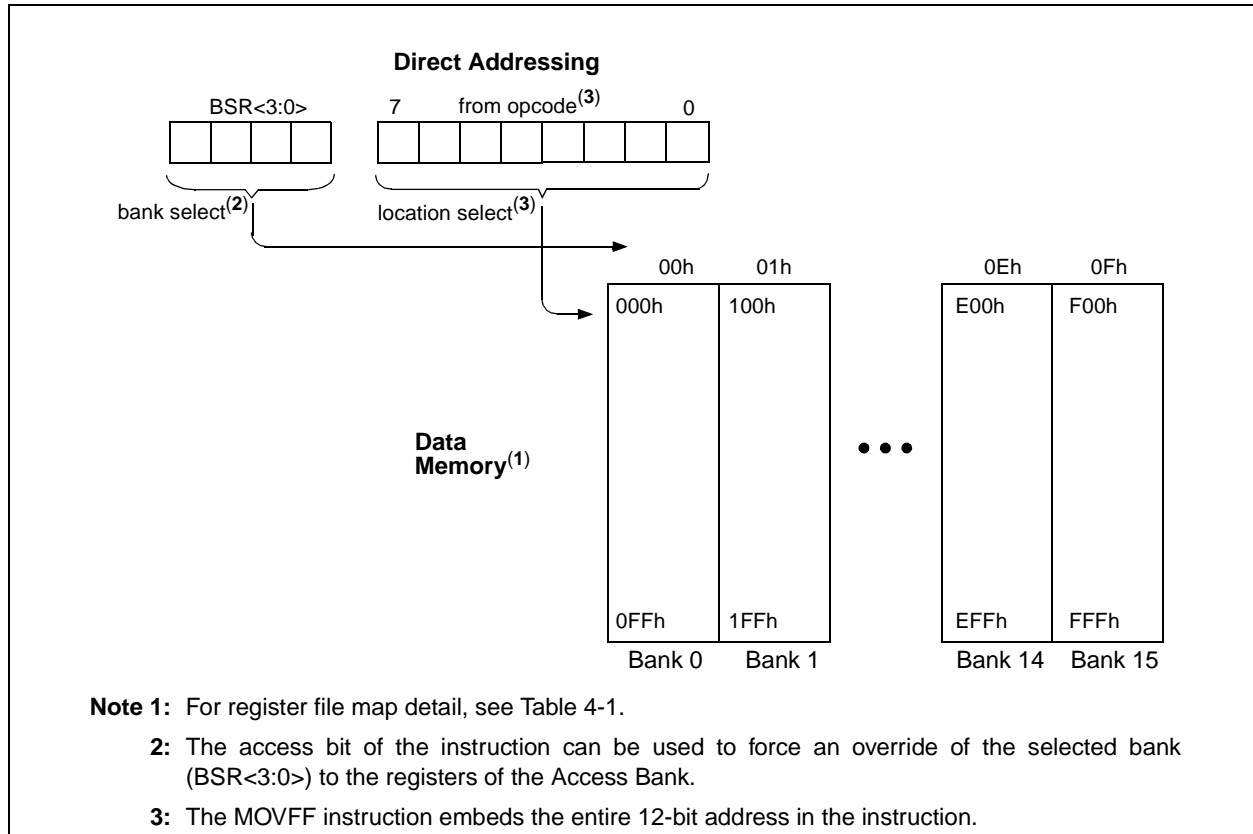 Direct Addressing
BSR<3:0> 7 from opcode(3) 0
bank select(2) location select(3)
00h 01h 0Eh 0Fh
000h 100h E00h F00h
Data
Memory(1)
0FFh 1FFh EFFh FFFh
Bank 0 Bank 1 Bank 14 Bank 15
Note 1: For register file map detail, see Table 4-1.
2: The access bit of the instruction can be used to force an override of the selected bank
(BSR<3:0>) to the registers of the Access Bank.
3: The MOVFF instruction embeds the entire 12-bit address in the instruction.